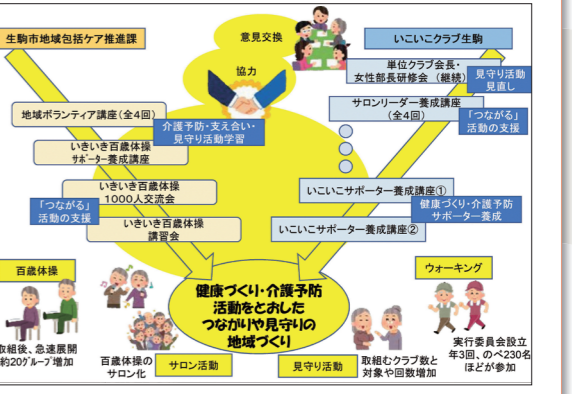 生駒市地域包括ケア推進課
意見交換
いこいこクラブ生駒
協力
単位クラブ会長・
女性部長研修会（継続）
見守り活動
見直し
地域ボランティア講座（全4回）
介護予防・支え合い・
見守り活動学習
サロンリーダー養成講座
（全4回）
「つながる」
活動の支援
いきいき百歳体操
サポーター養成講座
いきいき百歳体操
1000人交流会
「つながる」
活動の支援
いきいき百歳体操
講習会
いこいこサポーター養成講座①
健康づくり・介護予防
サポーター養成
いこいこサポーター養成講座②
百歳体操
健康づくり・介護予防
活動をとおした
つながりや見守りの
地域づくり
ウォーキング
取組後、急速展開
約20グループ増加
百歳体操の
サロン化
サロン活動
見守り活動
取組むクラブ数と
対象や回数増加
実行委員会設立
年3回、のべ230名
ほどが参加